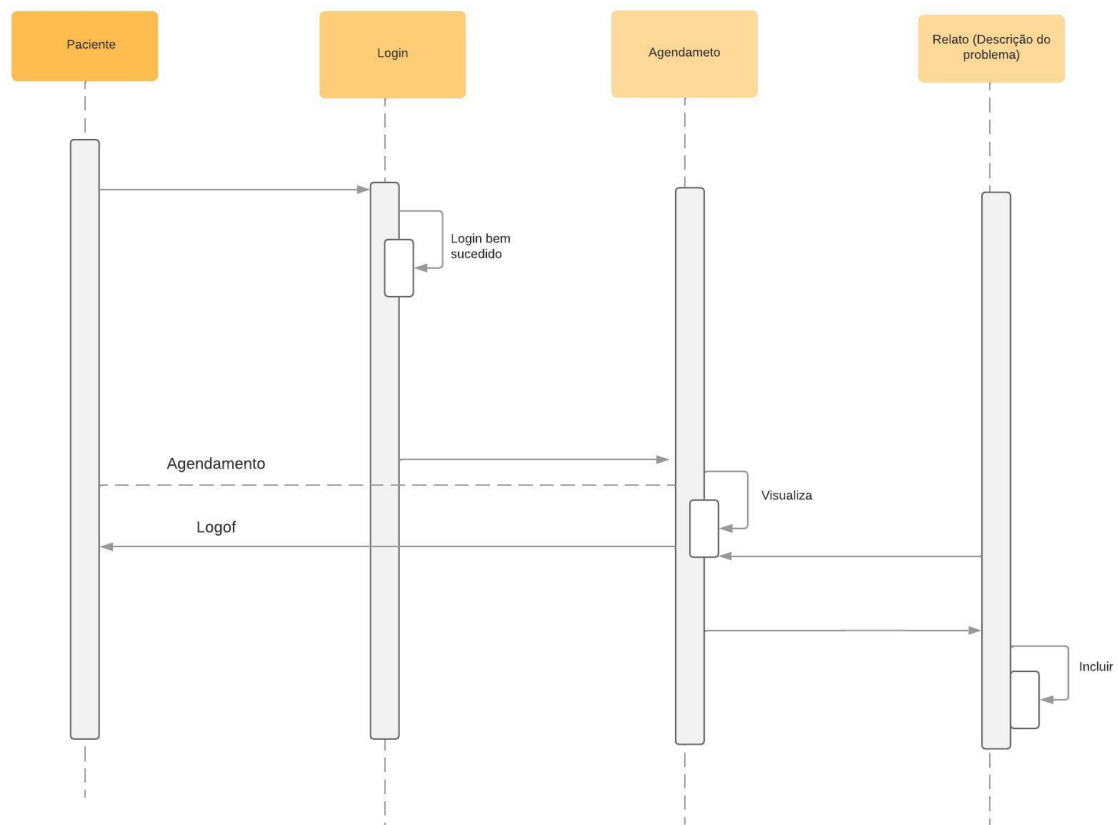 Paciente
Login
Agendameto
Relato (Descrição do
problema)
Login bem
sucedido
Agendamento
Visualiza
Logof
Incluir